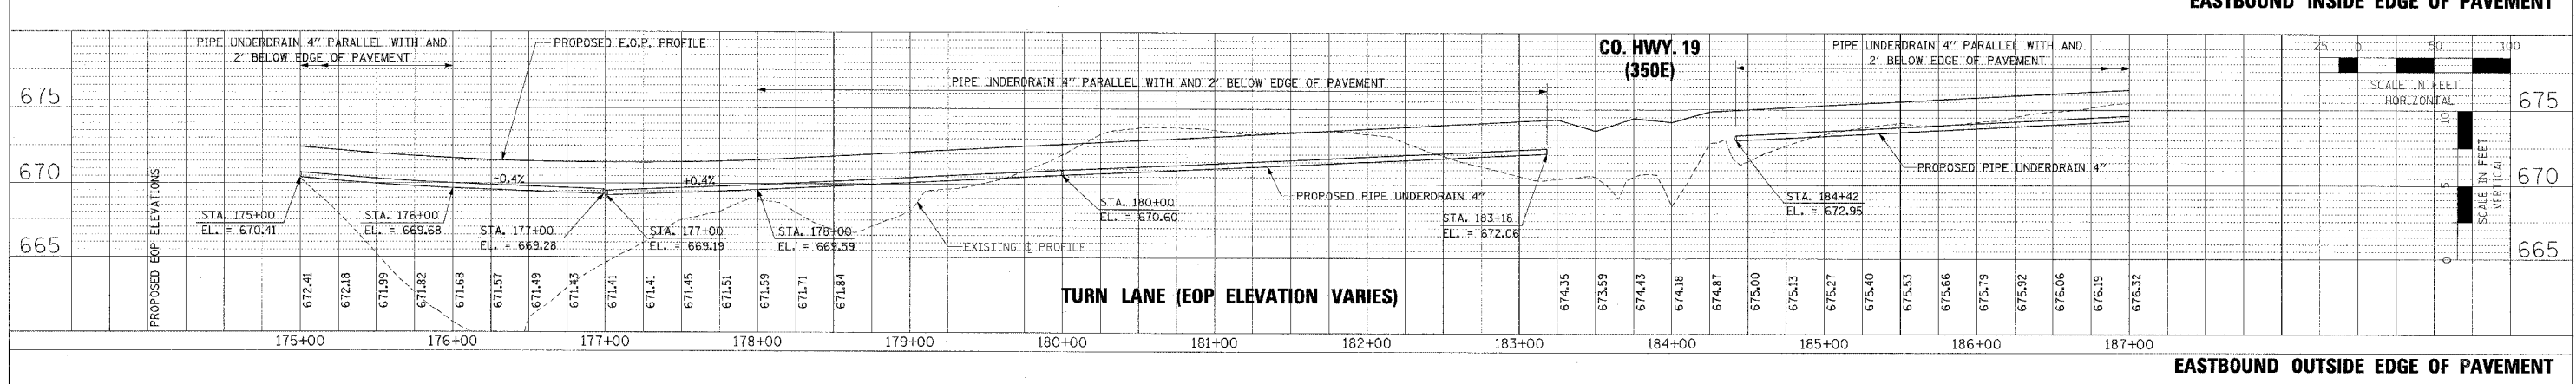 EASTBOUND INSIDE EDGE OF PAVEMENT
PIPE UNDERDRAIN 4" PARALLEL WITH AND
2' BELOW EDGE OF PAVEMENT
PROPOSED E.O.P. PROFILE
PIPE UNDERDRAIN 4" PARALLEL WITH AND 2' BELOW EDGE OF PAVEMENT
CO. HWY. 19
(350E)
PIPE UNDERDRAIN 4" PARALLEL WITH AND
2' BELOW EDGE OF PAVEMENT
25 0 50 100
SCALE IN FEET
HORIZONTAL
675
675
670
670
665
665
10
5
0
SCALE IN FEET
VERTICAL
PROPOSED EOP ELEVATIONS
-0.4%
+0.4%
STA. 175+00
EL. = 670.41
STA. 176+00
EL. = 669.68
STA. 177+00
EL. = 669.28
STA. 177+00
EL. = 669.19
STA. 178+00
EL. = 669.59
EXISTING ℄ PROFILE
STA. 180+00
EL. = 670.60
PROPOSED PIPE UNDERDRAIN 4"
STA. 183+18
EL. = 672.06
STA. 184+42
EL. = 672.95
PROPOSED PIPE UNDERDRAIN 4"
672.41
672.18
671.99
671.82
671.68
671.57
671.49
671.43
671.41
671.41
671.45
671.51
671.59
671.71
671.84
TURN LANE (EOP ELEVATION VARIES)
674.35
673.59
674.43
674.18
674.87
675.00
675.13
675.27
675.40
675.53
675.66
675.79
675.92
676.06
676.19
676.32
175+00
176+00
177+00
178+00
179+00
180+00
181+00
182+00
183+00
184+00
185+00
186+00
187+00
EASTBOUND OUTSIDE EDGE OF PAVEMENT